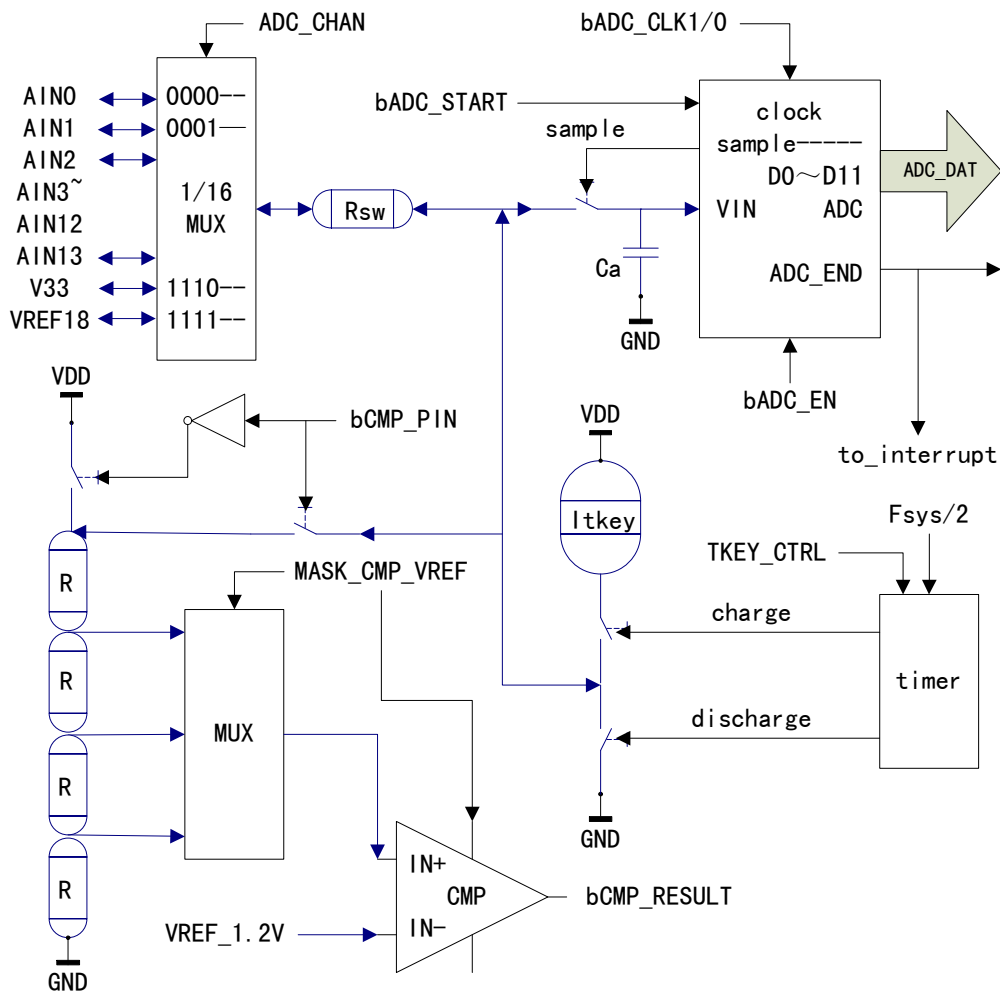 ADC_CHAN
bADC_CLK1/0
AIN0
0000--
AIN1
0001—
AIN2
AIN3~
AIN12
AIN13
V33
1110--
VREF18
1111--
1/16
MUX
Rsw
bADC_START
sample
Ca
GND
clock
sample-----
D0～D11
VIN
ADC
ADC_END
ADC_DAT
bADC_EN
to_interrupt
VDD
bCMP_PIN
VDD
Itkey
Fsys/2
TKEY_CTRL
R
MASK_CMP_VREF
charge
R
timer
MUX
discharge
R
GND
R
IN+
CMP
IN-
bCMP_RESULT
VREF_1.2V
GND